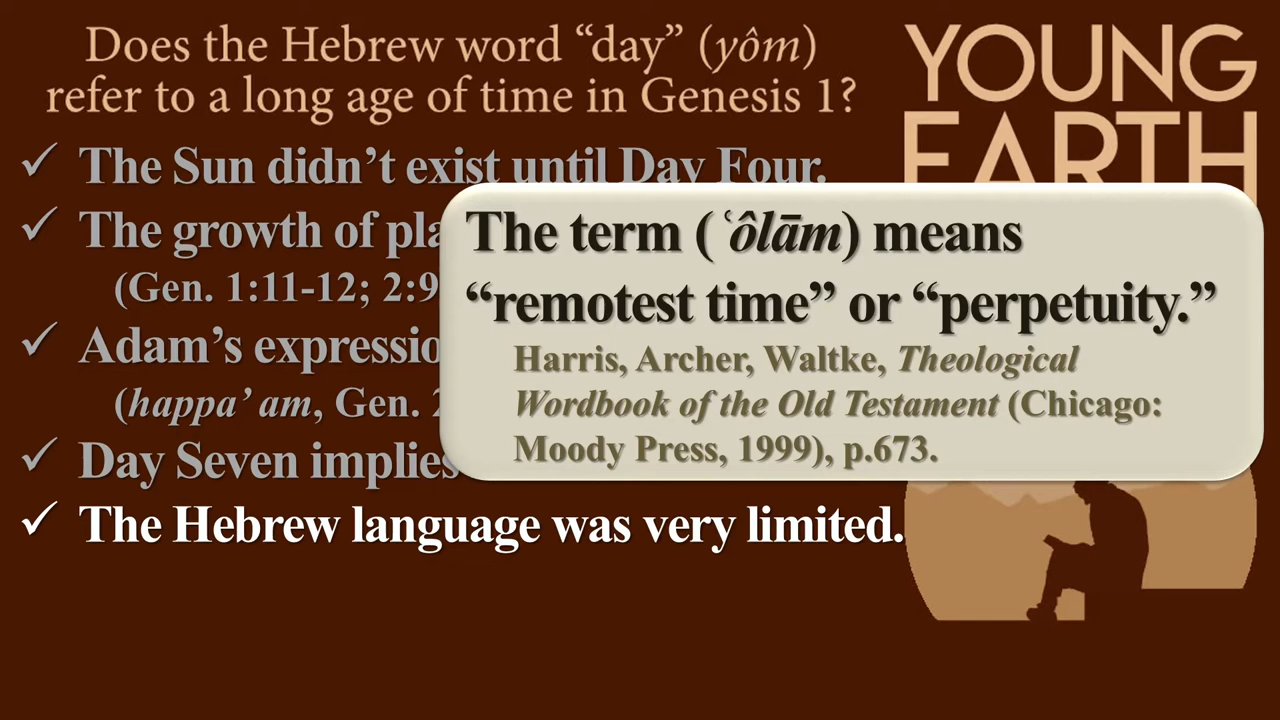 Does the Hebrew word “day” (yôm)
refer to a long age of time in Genesis 1?
YOUNG
EARTH
✓ The Sun didn’t exist until Day Four.
✓ The growth of pla
(Gen. 1:11-12; 2:9
✓ Adam’s expressio
(happa’ am, Gen. 2
✓ Day Seven implies
✓ The Hebrew language was very limited.
The term (ʿôlām) means
“remotest time” or “perpetuity.”
Harris, Archer, Waltke, Theological
Wordbook of the Old Testament (Chicago:
Moody Press, 1999), p.673.